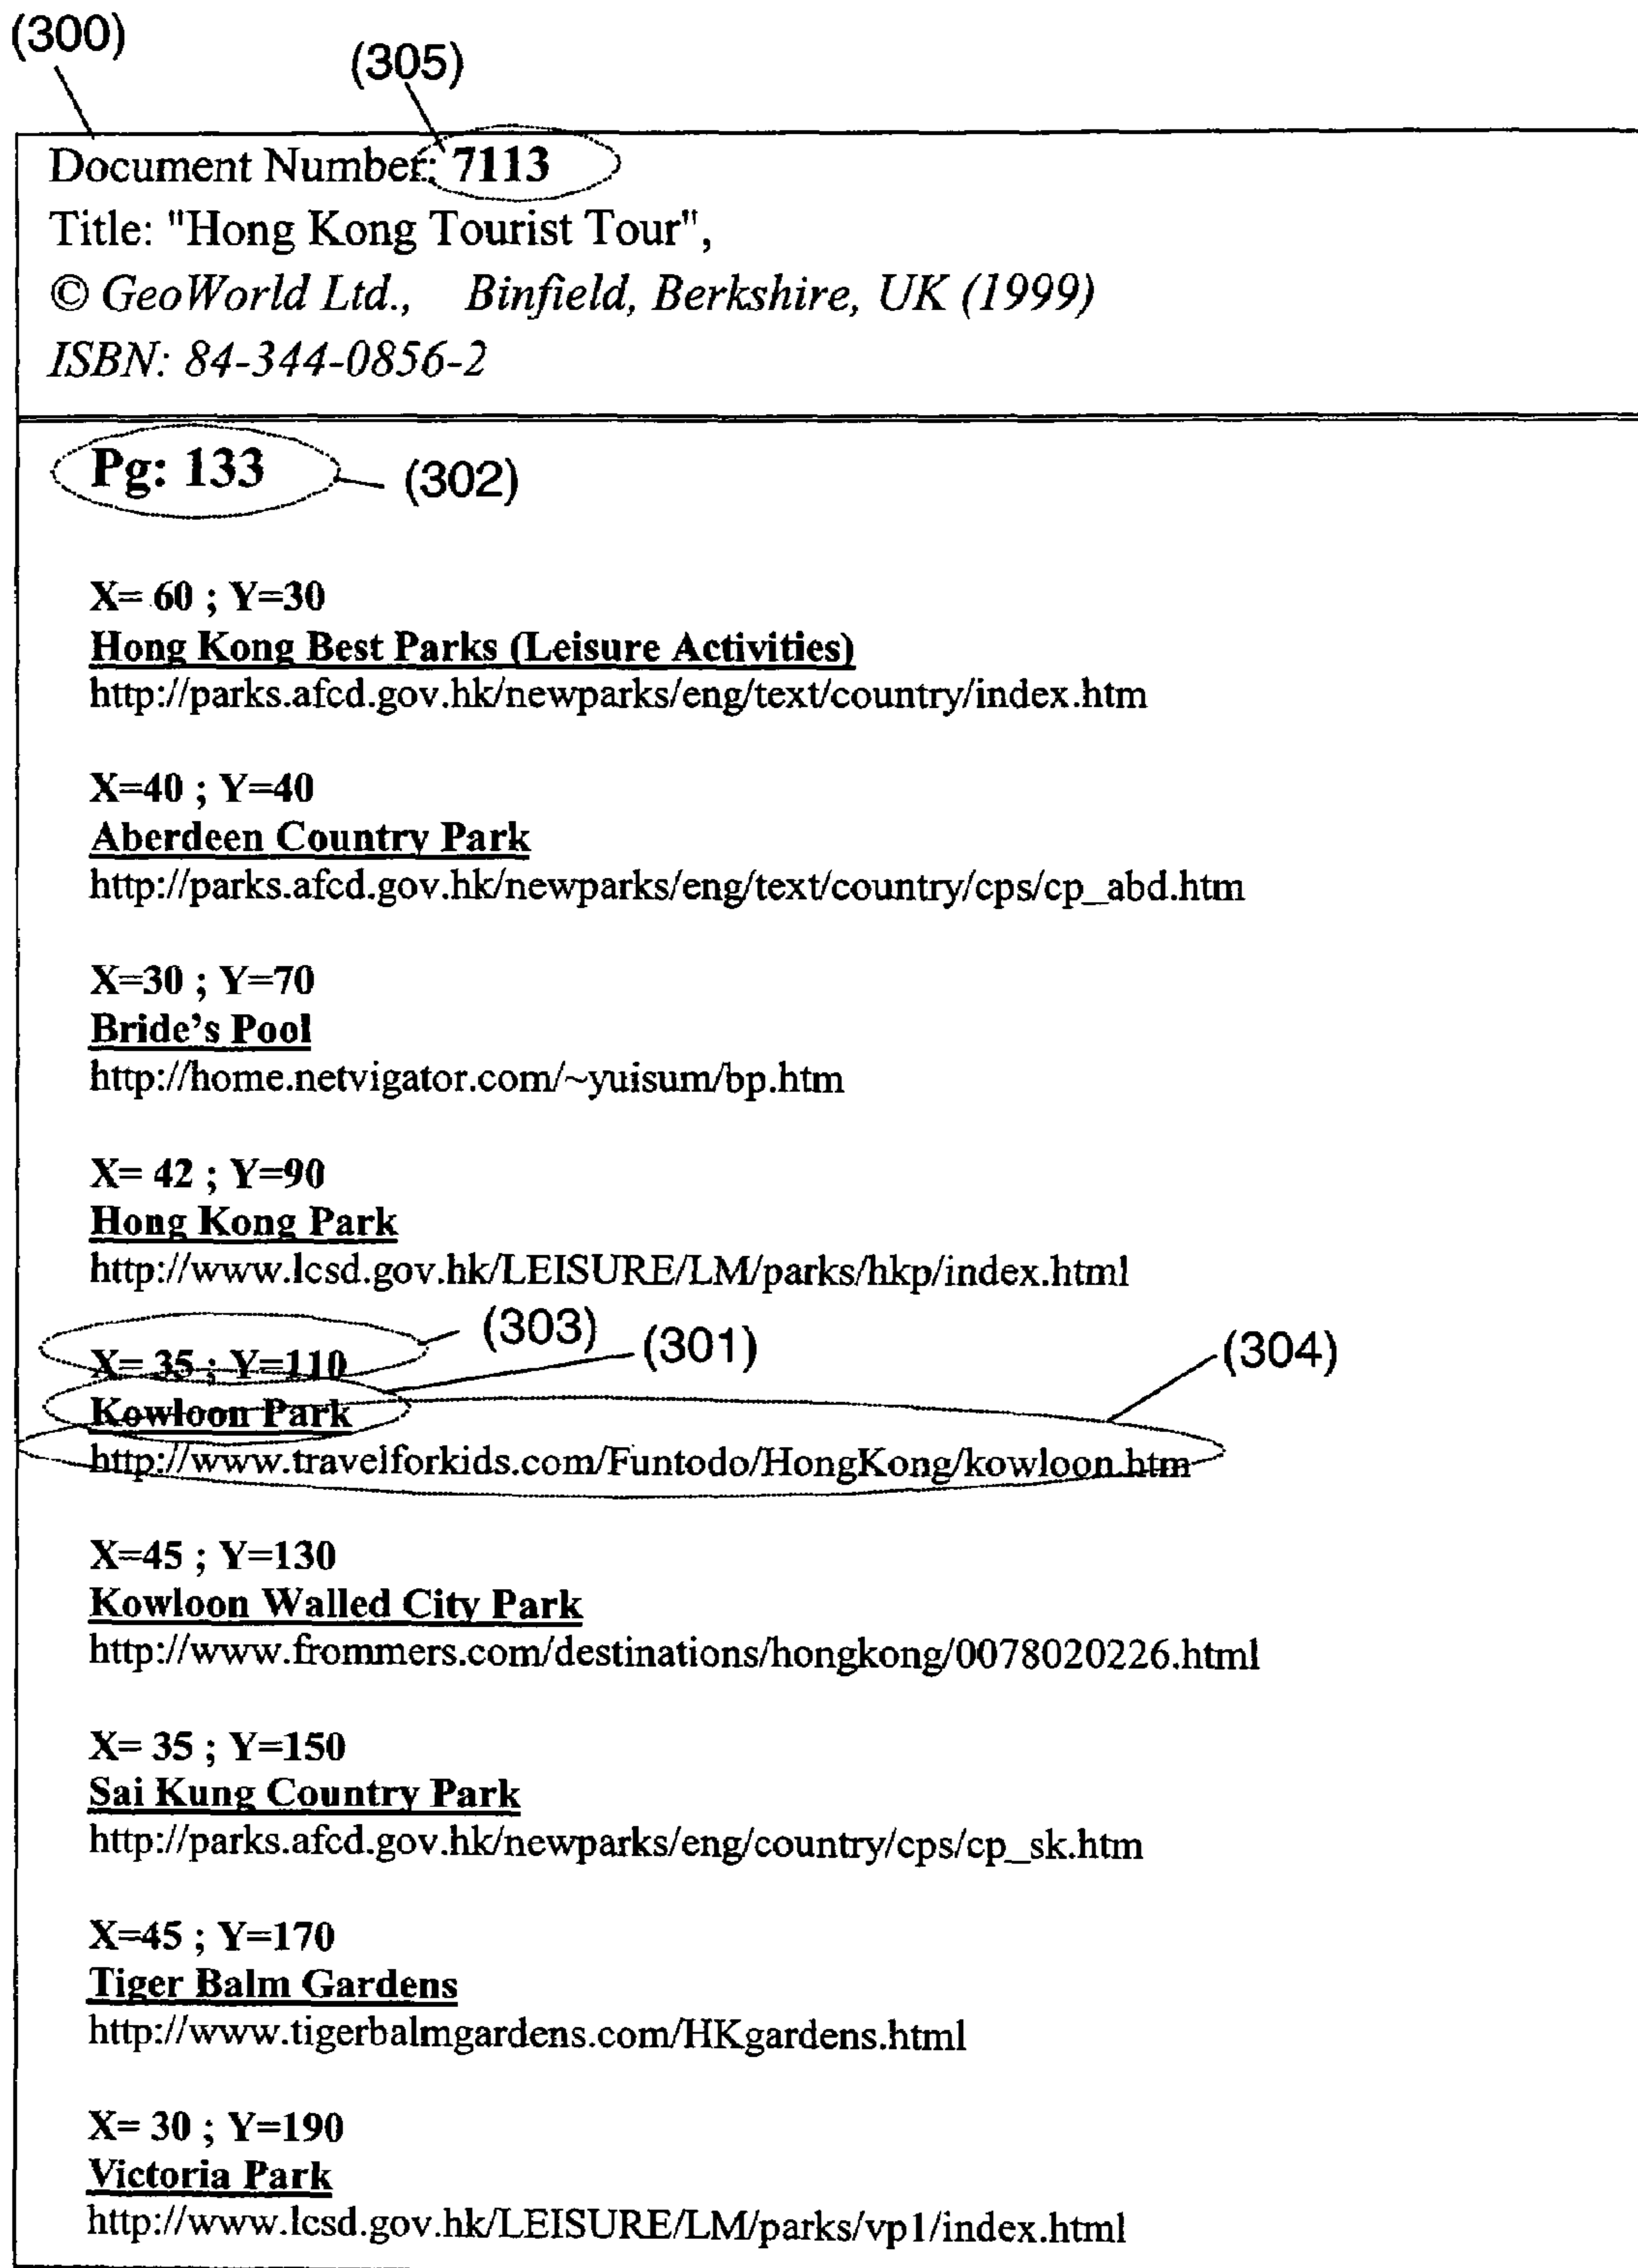 (300)
(305)
Document Number: 7113
Title: "Hong Kong Tourist Tour",
© GeoWorld Ltd., Binfield, Berkshire, UK (1999)
ISBN: 84-344-0856-2
Pg: 133 (302)
X= 60 ; Y=30
Hong Kong Best Parks (Leisure Activities)
http://parks.afcd.gov.hk/newparks/eng/text/country/index.htm
X=40 ; Y=40
Aberdeen Country Park
http://parks.afcd.gov.hk/newparks/eng/text/country/cps/cp_abd.htm
X=30 ; Y=70
Bride’s Pool
http://home.netvigator.com/~yuisum/bp.htm
X= 42 ; Y=90
Hong Kong Park
http://www.lcsd.gov.hk/LEISURE/LM/parks/hkp/index.html
(303) (301) (304)
X= 35 ; Y=110
Kowloon Park
http://www.travelforkids.com/Funtodo/HongKong/kowloon.htm
X=45 ; Y=130
Kowloon Walled City Park
http://www.frommers.com/destinations/hongkong/0078020226.html
X= 35 ; Y=150
Sai Kung Country Park
http://parks.afcd.gov.hk/newparks/eng/country/cps/cp_sk.htm
X=45 ; Y=170
Tiger Balm Gardens
http://www.tigerbalmgardens.com/HKgardens.html
X= 30 ; Y=190
Victoria Park
http://www.lcsd.gov.hk/LEISURE/LM/parks/vp1/index.html